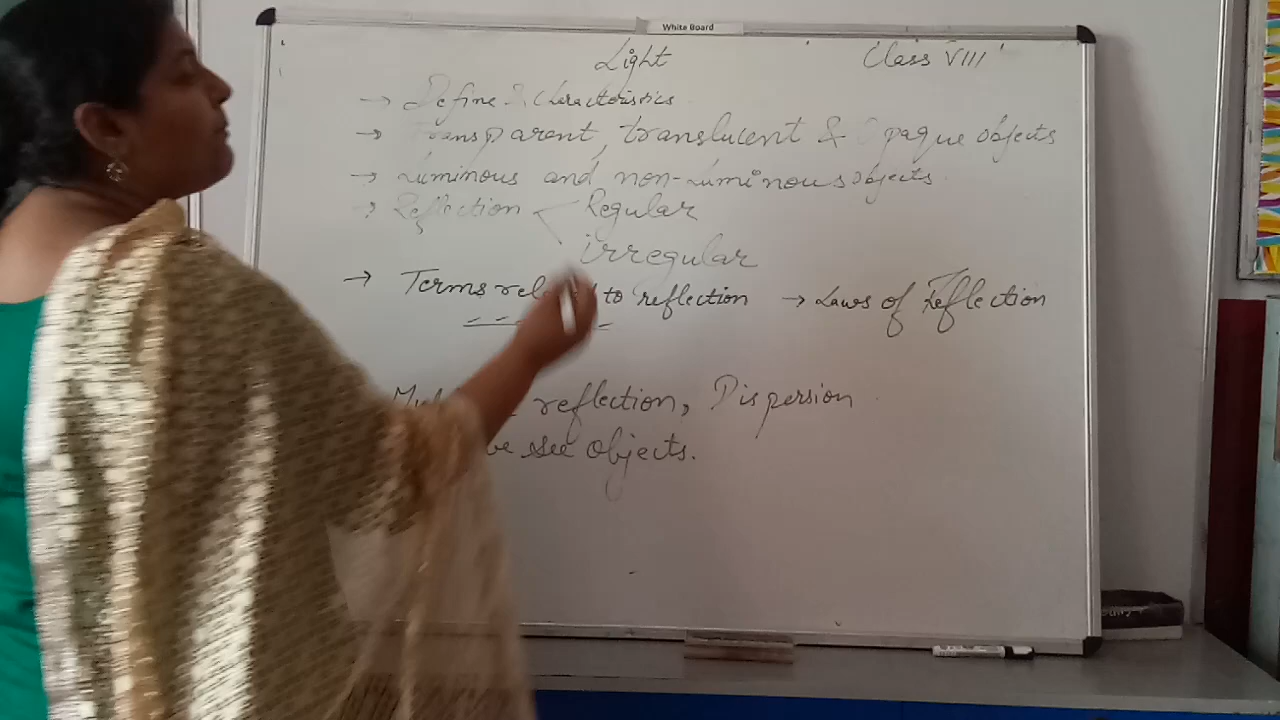 White Board
Light Class VIII
→ Define & characteristics
→ Transparent, translucent & Opaque objects
→ Luminous and non-Luminous objects.
→ Reflection < Regular
irregular
→ Terms to reflection → Laws of Reflection
reflection, Dispersion
see objects.